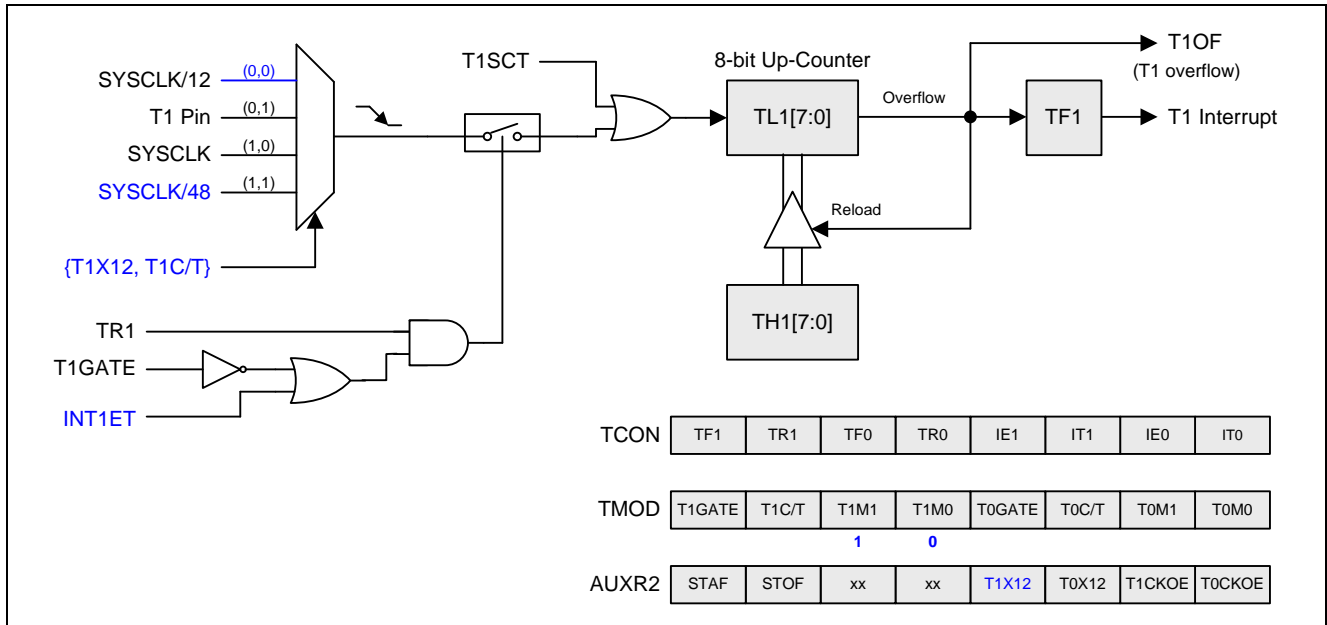 SYSCLK/12 (0,0)
T1 Pin (0,1)
SYSCLK (1,0)
SYSCLK/48 (1,1)
{T1X12, T1C/T}
TR1
T1GATE
INT1ET
T1SCT
8-bit Up-Counter
TL1[7:0]
Overflow
Reload
TH1[7:0]
T1OF
(T1 overflow)
TF1
T1 Interrupt
TCON TF1 TR1 TF0 TR0 IE1 IT1 IE0 IT0
TMOD T1GATE T1C/T T1M1 T1M0 T0GATE T0C/T T0M1 T0M0
1 0
AUXR2 STAF STOF xx xx T1X12 T0X12 T1CKOE T0CKOE